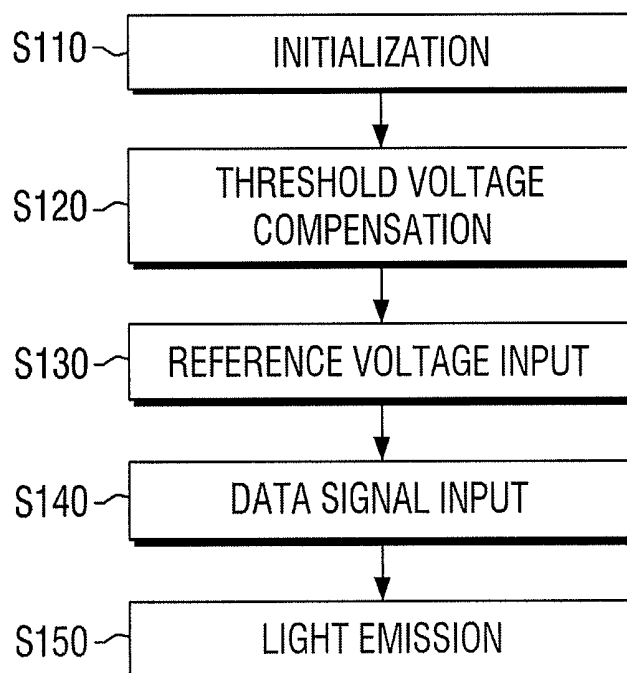 S110 INITIALIZATION
S120 THRESHOLD VOLTAGE
COMPENSATION
S130 REFERENCE VOLTAGE INPUT
S140 DATA SIGNAL INPUT
S150 LIGHT EMISSION